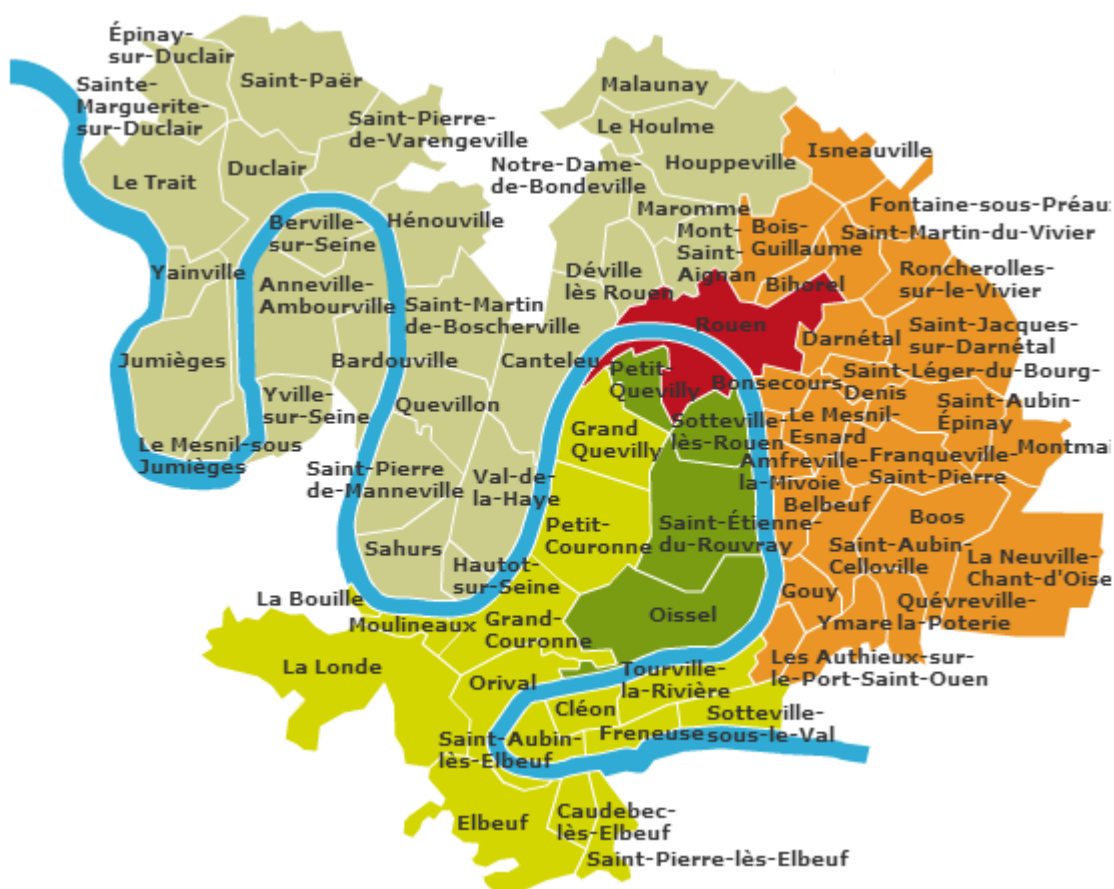 Épinay-
sur-Duclair
Saint-Paër
Sainte-
Marguerite-
sur-Duclair
Saint-Pierre-
de-Varengeville
Le Trait
Duclair
Malaunay
Le Houlme
Houppeville
Notre-Dame-
de-Bondeville
Isneauville
Maromme
Mont-
Saint-
Aignan
Bois-
Guillaume
Fontaine-sous-Préau
Saint-Martin-du-Vivier
Berville-
sur-Seine
Hénouville
Yainville
Anneville-
Ambourville
Déville
lès Rouen
Bihorel
Roncherolles-
sur-le-Vivier
Saint-Martin
de-Boscherville
Rouen
Darnétal
Saint-Jacques-
sur-Darnétal
Jumièges
Bardouville
Canteleu
Petit-
Quevilly
Bonsecours
Saint-Léger-du-Bourg-
Denis
Yville-
sur-Seine
Quevillon
Grand
Quevilly
Sotteville-
lès-Rouen
Le Mesnil-
Esnard
Saint-Aubin-
Épinay
Montmai
Le Mesnil-sous
Jumièges
Saint-Pierre
de-Manneville
Val-de-
la-Haye
Amfreville-
la-Mivoie
Franqueville-
Saint-Pierre
Belbeuf
Boos
Sahurs
Petit-
Couronne
Saint-Étienne-
du-Rouvray
Saint-Aubin-
Celloville
La Neuville-
Chant-d'Oise
Hautot-
sur-Seine
La Bouille
Moulineaux
Grand-
Couronne
Oissel
Gouy
Ymare
Quévreville-
la-Poterie
La Londe
Orival
Tourville-
la-Rivière
Les Authieux-sur-
le-Port-Saint-Ouen
Cléon
Freneuse
Sotteville-
sous-le-Val
Saint-Aubin-
lès-Elbeuf
Elbeuf
Caudebec-
lès-Elbeuf
Saint-Pierre-lès-Elbeuf